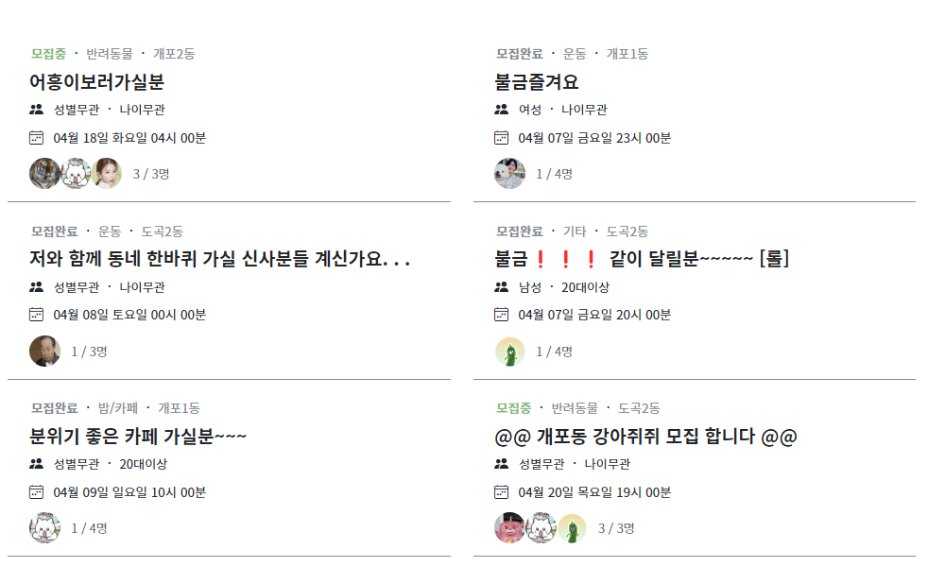 모집중 · 반려동물 · 개포2동
어흥이보러가실분
성별무관 · 나이무관
04월 18일 화요일 04시 00분
3 / 3명
모집완료 · 운동 · 개포1동
불금즐겨요
여성 · 나이무관
04월 07일 금요일 23시 00분
1 / 4명
모집완료 · 운동 · 도곡2동
저와 함께 동네 한바퀴 가실 신사분들 계신가요. . .
성별무관 · 나이무관
04월 08일 토요일 00시 00분
1 / 3명
모집완료 · 기타 · 도곡2동
불금❗ ❗ ❗ 같이 달릴분~~~~~ [롤]
남성 · 20대이상
04월 07일 금요일 20시 00분
1 / 4명
모집완료 · 밥/카페 · 개포1동
분위기 좋은 카페 가실분~~~
성별무관 · 20대이상
04월 09일 일요일 10시 00분
1 / 4명
모집중 · 반려동물 · 도곡2동
@@ 개포동 강아쥐쥐 모집 합니다 @@
성별무관 · 나이무관
04월 20일 목요일 19시 00분
3 / 3명